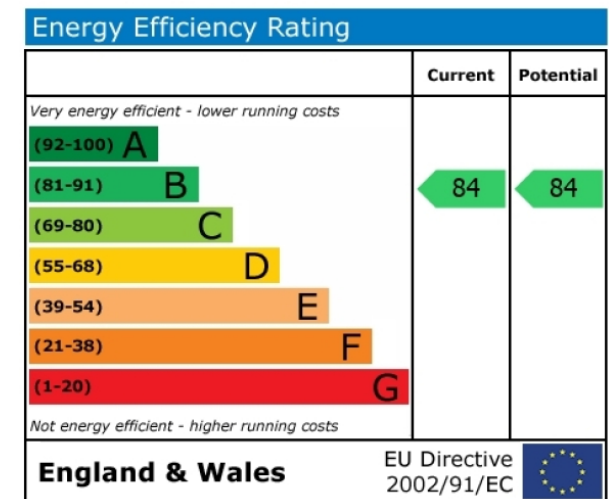 Energy Efficiency Rating
Current Potential
Very energy efficient - lower running costs
(92-100) A
(81-91) B 84 84
(69-80) C
(55-68) D
(39-54) E
(21-38) F
(1-20) G
Not energy efficient - higher running costs
England & Wales
EU Directive
2002/91/EC